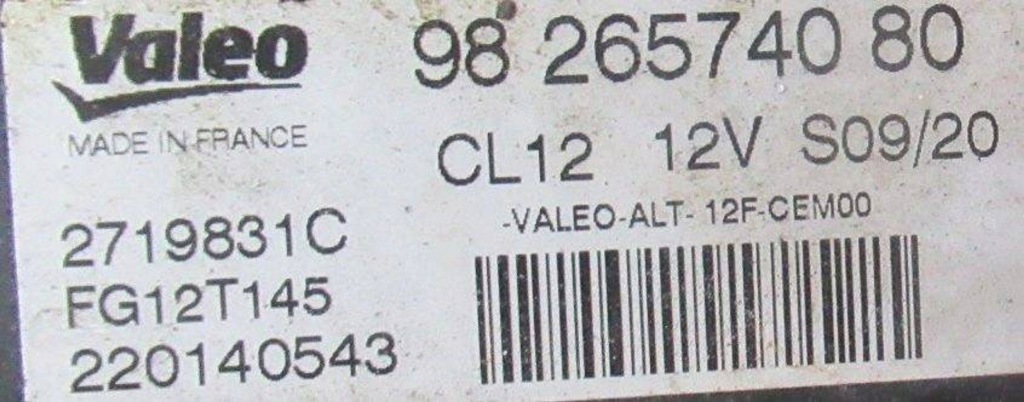 Valeo
98 265740 80
MADE IN FRANCE
CL12 12V S09/20
-VALEO-ALT- 12F-CEM00
2719831C
FG12T145
220140543